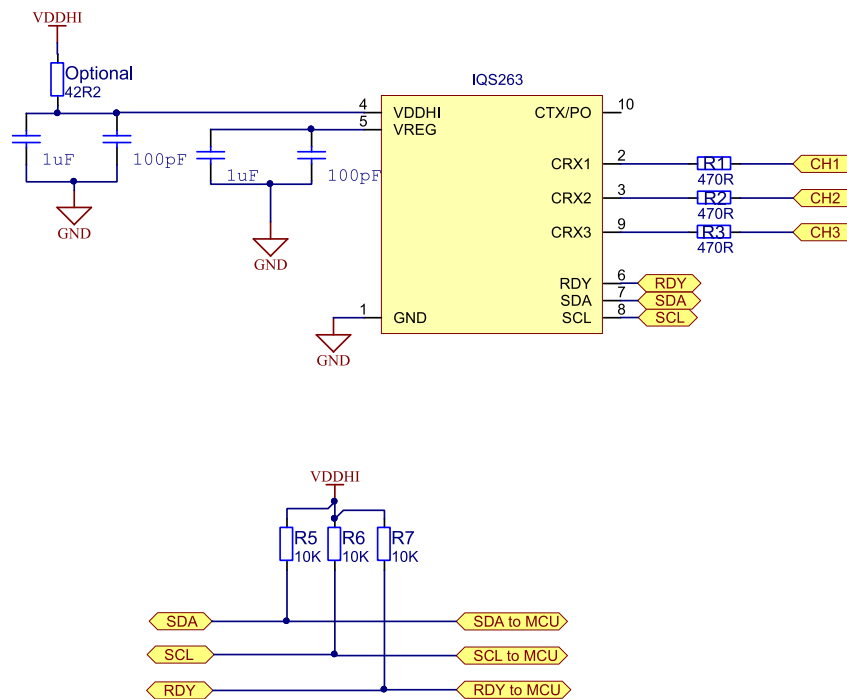 VDDHI
Optional
42R2
1uF
100pF
GND
1uF
100pF
GND
IQS263
4
VDDHI
5
VREG
1
GND
GND
CTX/PO
10
CRX1
2
R1
470R
CH1
CRX2
3
R2
470R
CH2
CRX3
9
R3
470R
CH3
RDY
6
RDY
SDA
7
SDA
SCL
8
SCL
VDDHI
R5
10K
R6
10K
R7
10K
SDA
SDA to MCU
SCL
SCL to MCU
RDY
RDY to MCU